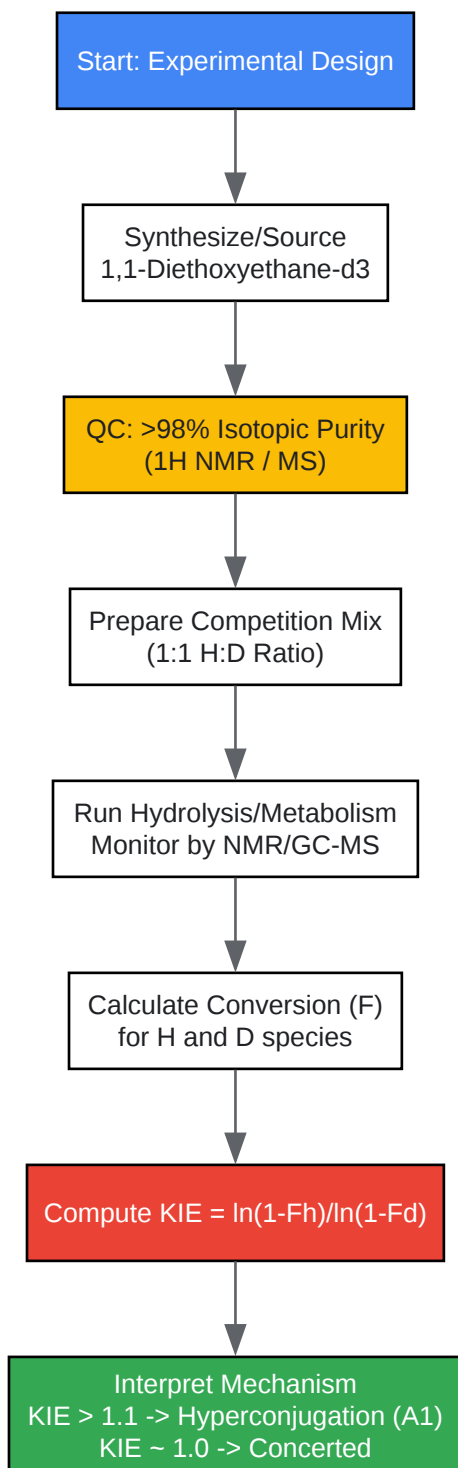 Start: Experimental Design
Synthesize/Source
1,1-Diethoxyethane-d3
QC: >98% Isotopic Purity
(1H NMR / MS)
Prepare Competition Mix
(1:1 H:D Ratio)
Run Hydrolysis/Metabolism
Monitor by NMR/GC-MS
Calculate Conversion (F)
for H and D species
Compute KIE = ln(1-Fh)/ln(1-Fd)
Interpret Mechanism
KIE > 1.1 -> Hyperconjugation (A1)
KIE ~ 1.0 -> Concerted